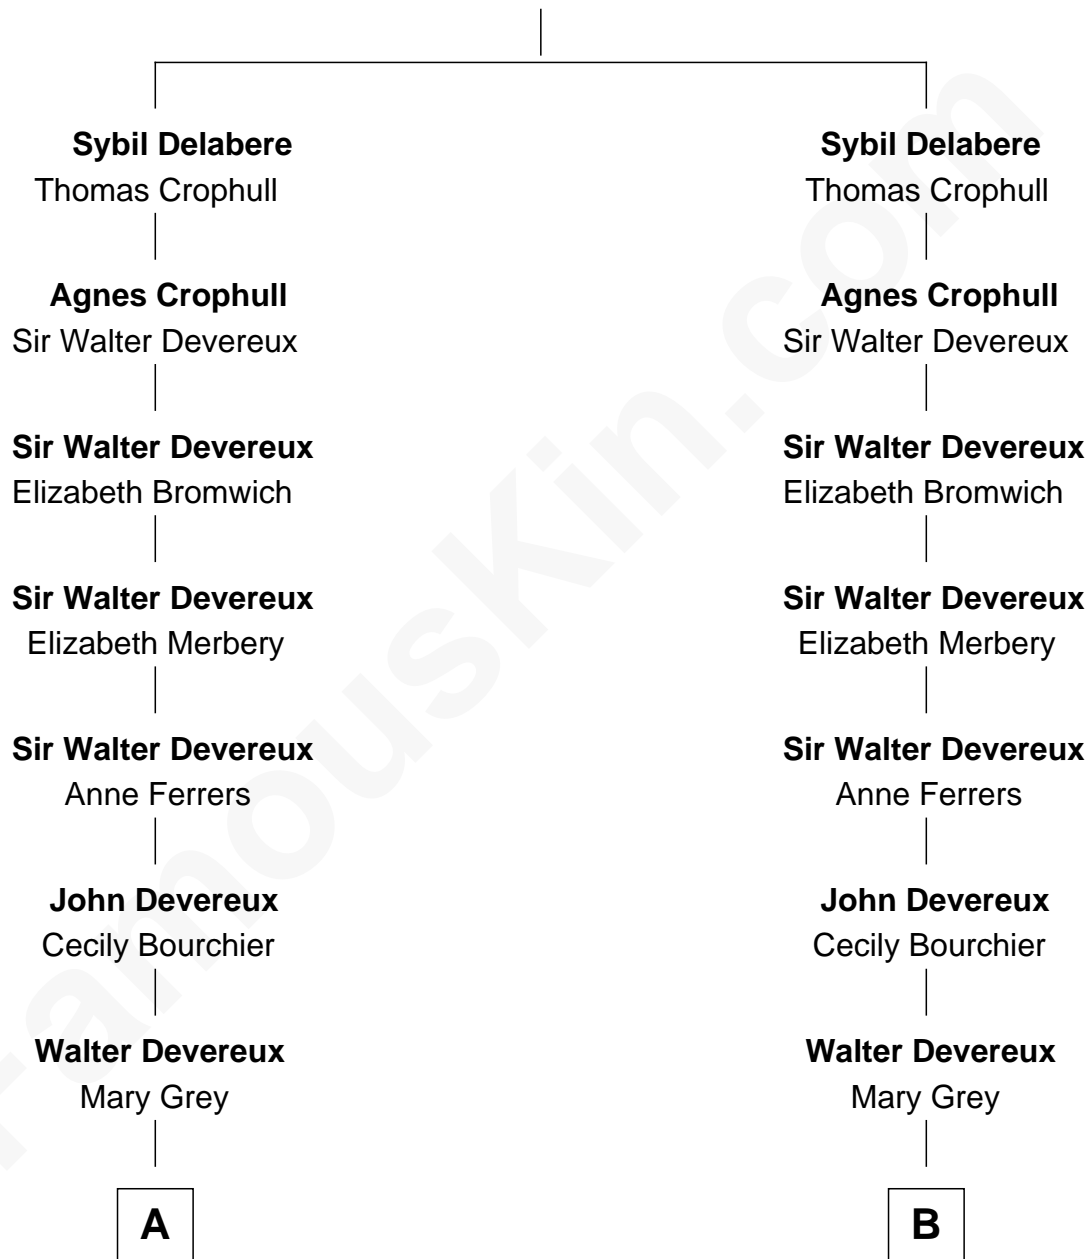 Sybil Delabere
Thomas Crophull
Agnes Crophull
Sir Walter Devereux
Sir Walter Devereux
Elizabeth Bromwich
Sir Walter Devereux
Elizabeth Merbery
Sir Walter Devereux
Anne Ferrers
John Devereux
Cecily Bourchier
Walter Devereux
Mary Grey
A
Sybil Delabere
Thomas Crophull
Agnes Crophull
Sir Walter Devereux
Sir Walter Devereux
Elizabeth Bromwich
Sir Walter Devereux
Elizabeth Merbery
Sir Walter Devereux
Anne Ferrers
John Devereux
Cecily Bourchier
Walter Devereux
Mary Grey
B
FamousKin.com